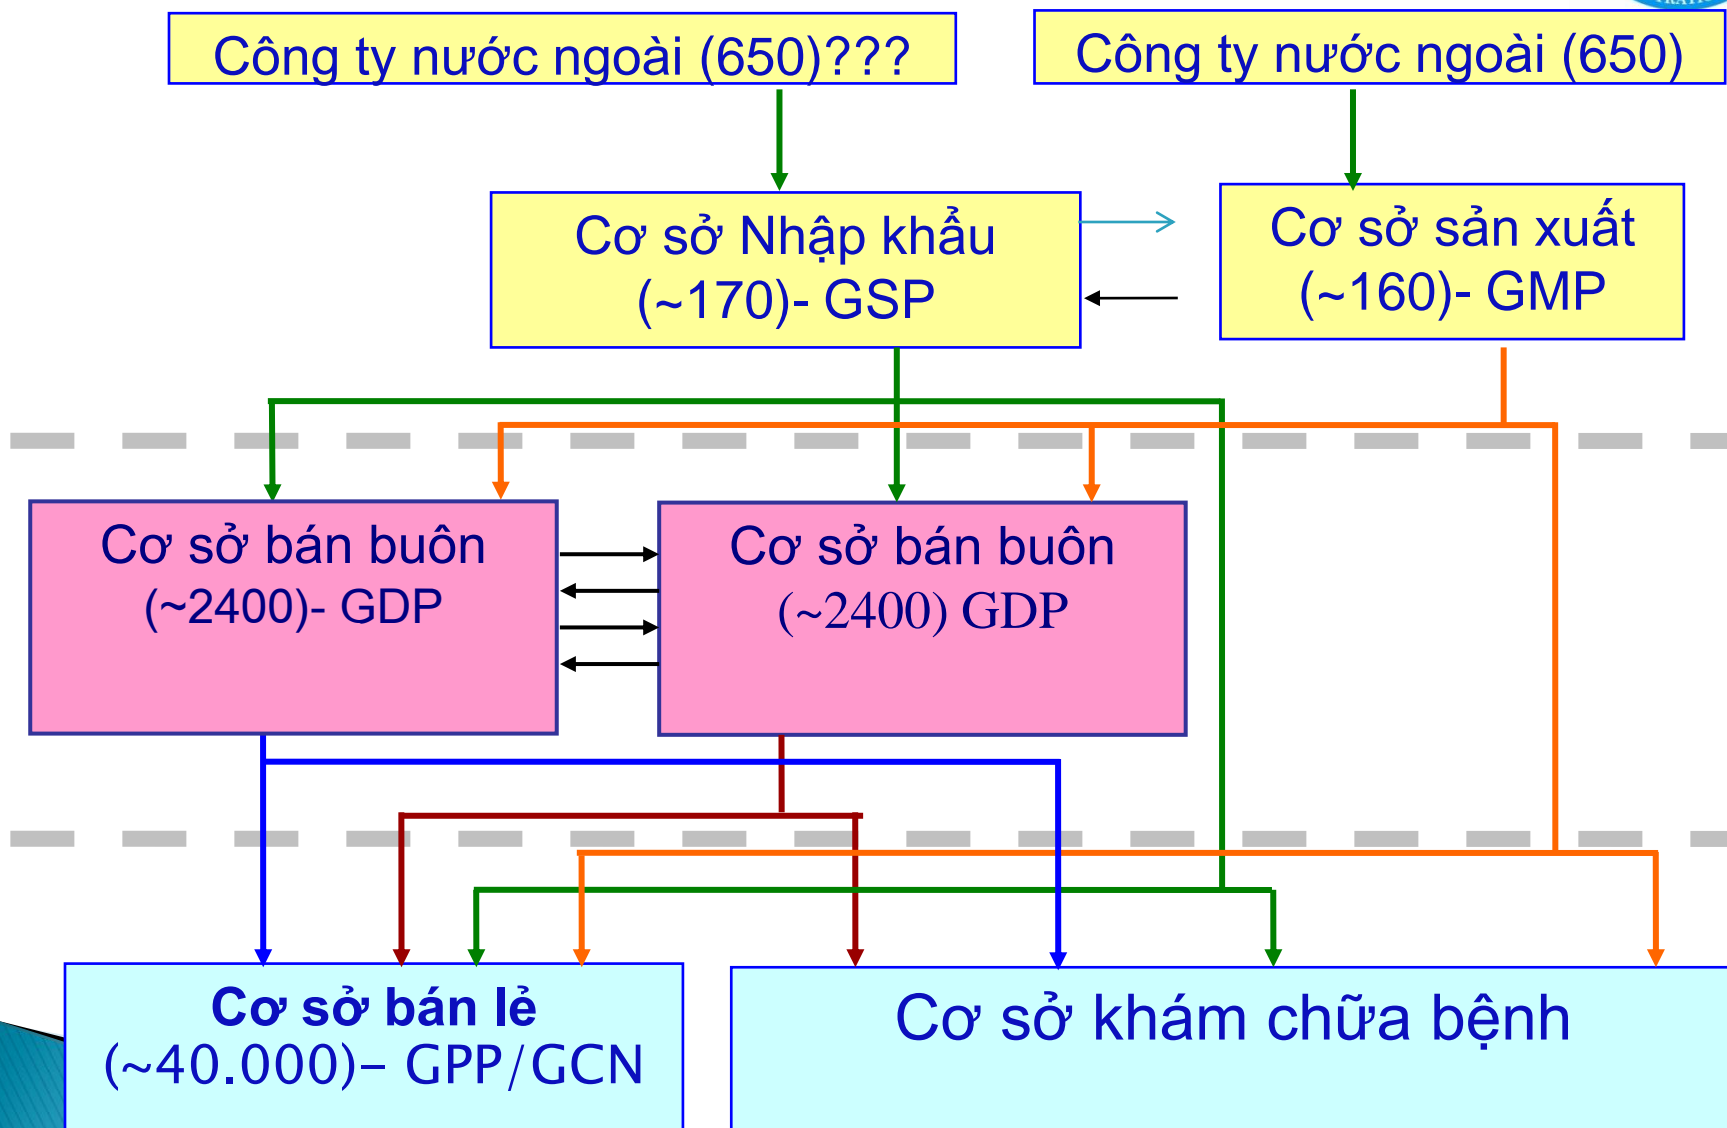 Công ty nước ngoài (650)???
Công ty nước ngoài (650)
Cơ sở Nhập khẩu
(~170)- GSP
Cơ sở sản xuất
(~160)- GMP
Cơ sở bán buôn
(~2400)- GDP
Cơ sở bán buôn
(~2400) GDP
Cơ sở bán lẻ
(~40.000)– GPP/GCN
Cơ sở khám chữa bệnh